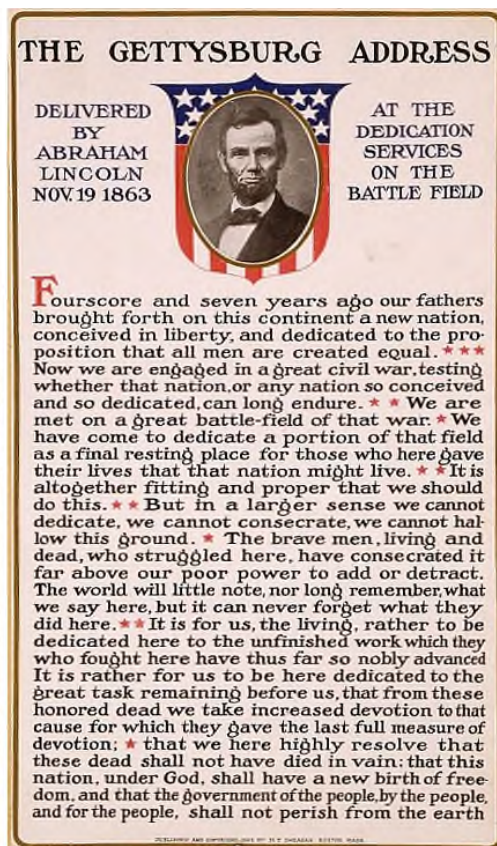 THE GETTYSBURG ADDRESS
DELIVERED
BY
ABRAHAM
LINCOLN
NOV. 19 1863
AT THE
DEDICATION
SERVICES
ON THE
BATTLE FIELD
Fourscore and seven years ago our fathers
brought forth on this continent a new nation,
conceived in liberty, and dedicated to the pro-
position that all men are created equal. ★★★
Now we are engaged in a great civil war, testing
whether that nation, or any nation so conceived
and so dedicated, can long endure. ★ ★ We are
met on a great battle-field of that war. ★ We
have come to dedicate a portion of that field
as a final resting place for those who here gave
their lives that that nation might live. ★ ★ It is
altogether fitting and proper that we should
do this. ★ ★ But in a larger sense we cannot
dedicate, we cannot consecrate, we cannot hal-
low this ground. ★ The brave men, living and
dead, who struggled here, have consecrated it
far above our poor power to add or detract.
The world will little note, nor long remember, what
we say here, but it can never forget what they
did here. ★★ It is for us, the living, rather to be
dedicated here to the unfinished work which they
who fought here have thus far so nobly advanced
It is rather for us to be here dedicated to the
great task remaining before us, that from these
honored dead we take increased devotion to that
cause for which they gave the last full measure of
devotion; ★ that we here highly resolve that
these dead shall not have died in vain: that this
nation, under God, shall have a new birth of free-
dom, and that the government of the people, by the people,
and for the people, shall not perish from the earth
PUBLISHED AND COPYRIGHT BY M.T. SHEAHAN BOSTON MASS.